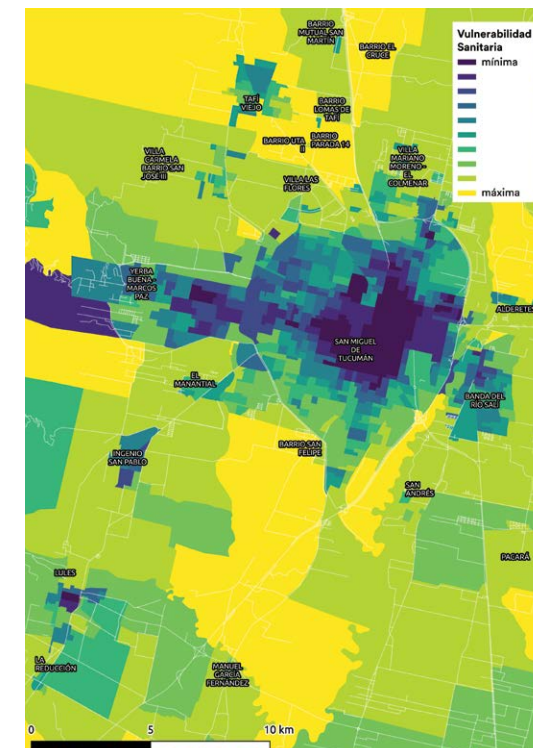 Vulnerabilidad
Sanitaria
mínima
máxima
BARRIO
MUTUAL SAN
MARTÍN
BARRIO EL
CRUCE
TAFÍ
VIEJO
BARRIO
LOMAS DE
TAFÍ
BARRIO UTA
II
BARRIO
PARADA 14
VILLA
CARMELA
BARRIO SAN
JOSE III
VILLA
MARIANO
MORENO -
EL
COLMENAR
VILLA LAS
FLORES
YERBA
BUENA -
MARCOS
PAZ
ALDERETES
SAN MIGUEL
DE
TUCUMÁN
EL
MANANTIAL
BANDA DEL
RÍO SALÍ
INGENIO
SAN PABLO
BARRIO SAN
FELIPE
SAN
ANDRÉS
PACARÁ
LULES
LA
REDUCCIÓN
MANUEL
GARCÍA
FERNÁNDEZ
0 5 10 km